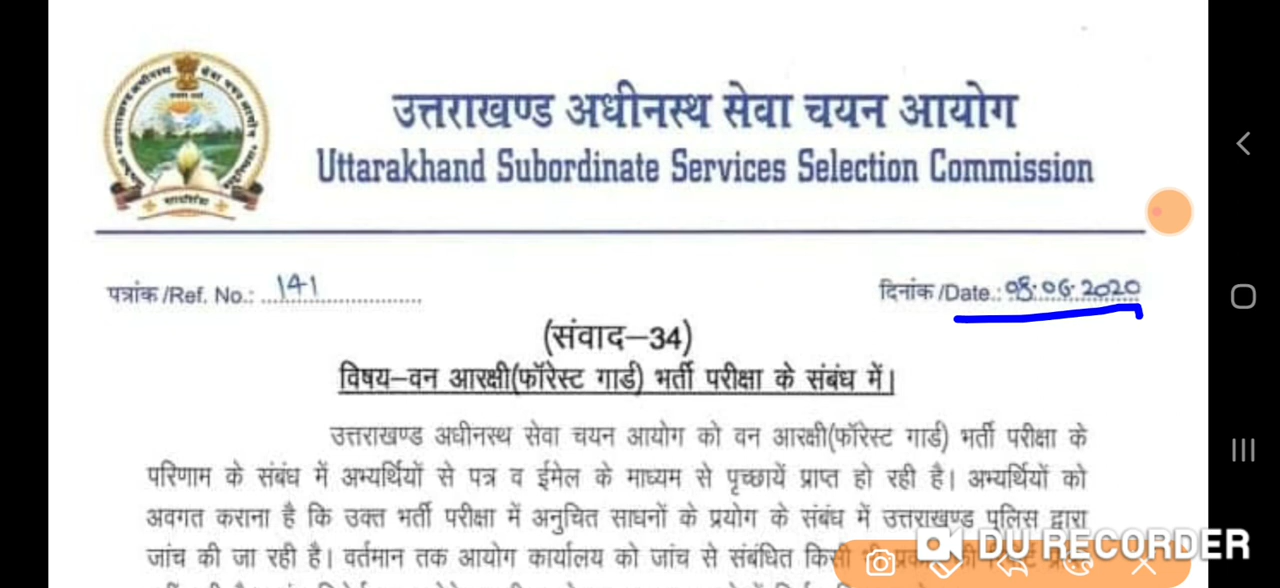 उत्तराखण्ड अधीनस्थ सेवा चयन आयोग
Uttarakhand Subordinate Services Selection Commission
पत्रांक /Ref. No.: 141
दिनांक /Date.: 08.06.2020
(संवाद–34)
विषय–वन आरक्षी(फॉरेस्ट गार्ड) भर्ती परीक्षा के संबंध में।
उत्तराखण्ड अधीनस्थ सेवा चयन आयोग को वन आरक्षी(फॉरेस्ट गार्ड) भर्ती परीक्षा के
परिणाम के संबंध में अभ्यर्थियों से पत्र व ईमेल के माध्यम से पृच्छायें प्राप्त हो रही है। अभ्यर्थियों को
अवगत कराना है कि उक्त भर्ती परीक्षा में अनुचित साधनों के प्रयोग के संबंध में उत्तराखण्ड पुलिस द्वारा
जांच की जा रही है। वर्तमान तक आयोग कार्यालय को जांच से संबंधित
DU RECORDER